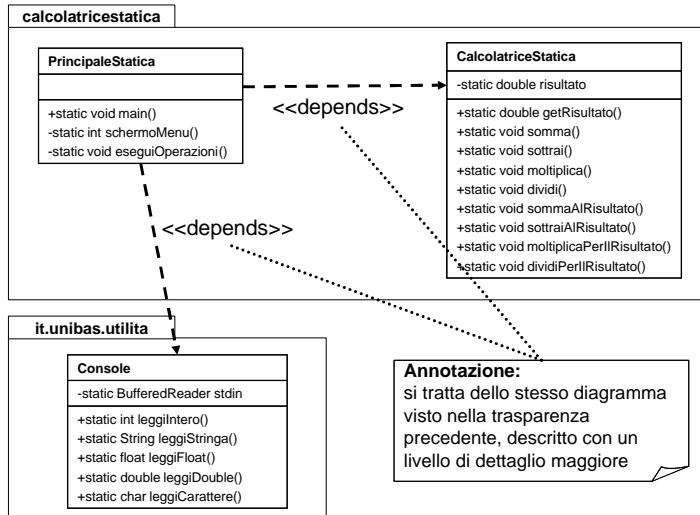 calcolatricestatica
PrincipaleStatica
+static void main()
-static int schermoMenu()
-static void eseguiOperazioni()
<<depends>>
CalcolatriceStatica
-static double risultato
+static double getRisultato()
+static void somma()
+static void sottrai()
+static void moltiplica()
+static void dividi()
+static void sommaAlRisultato()
+static void sottraiAlRisultato()
+static void moltiplicaPerIlRisultato()
+static void dividiPerIlRisultato()
<<depends>>
it.unibas.utilita
Console
-static BufferedReader stdin
+static int leggiIntero()
+static String leggiStringa()
+static float leggiFloat()
+static double leggiDouble()
+static char leggiCarattere()
Annotazione:
si tratta dello stesso diagramma
visto nella trasparenza
precedente, descritto con un
livello di dettaglio maggiore